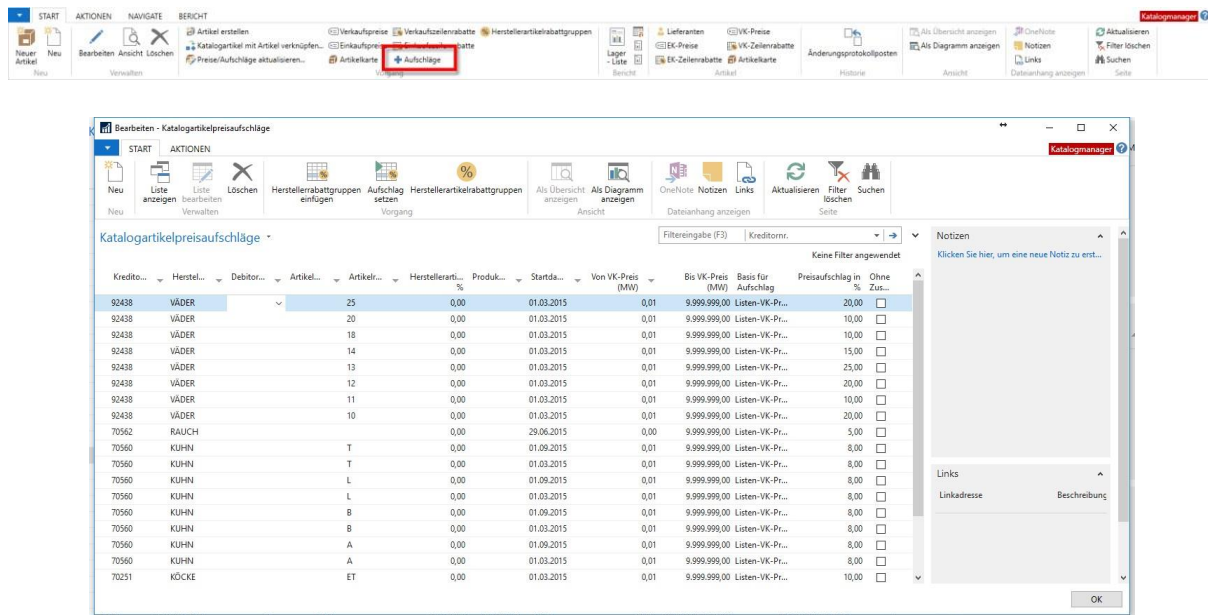 START AKTIONEN NAVIGATE BERICHT
Katalogmanager
Neuer Artikel
Neu
Bearbeiten Ansicht Löschen
Artikel erstellen
Katalogartikel mit Artikel verknüpfen...
Preise/Aufschläge aktualisieren...
Verkaufspreise Verkaufszeilenrabatte Herstellerartikelrabattgruppen
Einkaufspreise Einkaufszeilenrabatte
Artikelkarte Aufschläge
Lager - Liste
Lieferanten VK-Preise
EK-Preise VK-Zeilenrabatte
EK-Zeilenrabatte Artikelkarte
Änderungsprotokollposten
Als Übersicht anzeigen
Als Diagramm anzeigen
OneNote
Notizen
Links
Aktualisieren
Filter löschen
Suchen
Neu Verwalten Vorgang Bericht Artikel Historie Ansicht Dateianhang anzeigen Seite
Bearbeiten - Katalogartikelpreisaufschläge
START AKTIONEN
Katalogmanager
Neu
Liste anzeigen
Liste bearbeiten
Löschen
Herstellerrabattgruppen einfügen
Aufschlag setzen
Herstellerartikelrabattgruppen
Als Übersicht anzeigen
Als Diagramm anzeigen
OneNote Notizen Links
Aktualisieren
Filter löschen
Suchen
Neu Verwalten Vorgang Ansicht Dateianhang anzeigen Seite
Katalogartikelpreisaufschläge
Filtereingabe (F3) Kreditornr.
Keine Filter angewendet
Kredito... Herstel... Debitor... Artikel... Artikelr... Herstellerarti... % Produk... Startda... Von VK-Preis (MW) Bis VK-Preis (MW) Basis für Aufschlag Preisaufschlag in % Ohne Zus...
92438 VÄDER 25 0,00 01.03.2015 0,01 9.999.999,00 Listen-VK-Pr... 20,00
92438 VÄDER 20 0,00 01.03.2015 0,01 9.999.999,00 Listen-VK-Pr... 10,00
92438 VÄDER 18 0,00 01.03.2015 0,01 9.999.999,00 Listen-VK-Pr... 10,00
92438 VÄDER 14 0,00 01.03.2015 0,01 9.999.999,00 Listen-VK-Pr... 15,00
92438 VÄDER 13 0,00 01.03.2015 0,01 9.999.999,00 Listen-VK-Pr... 25,00
92438 VÄDER 12 0,00 01.03.2015 0,01 9.999.999,00 Listen-VK-Pr... 20,00
92438 VÄDER 11 0,00 01.03.2015 0,01 9.999.999,00 Listen-VK-Pr... 10,00
92438 VÄDER 10 0,00 01.03.2015 0,01 9.999.999,00 Listen-VK-Pr... 20,00
70562 RAUCH 0,00 29.06.2015 0,00 9.999.999,00 Listen-VK-Pr... 5,00
70560 KUHN T 0,00 01.09.2015 0,01 9.999.999,00 Listen-VK-Pr... 8,00
70560 KUHN T 0,00 01.03.2015 0,01 9.999.999,00 Listen-VK-Pr... 8,00
70560 KUHN L 0,00 01.09.2015 0,01 9.999.999,00 Listen-VK-Pr... 8,00
70560 KUHN L 0,00 01.03.2015 0,01 9.999.999,00 Listen-VK-Pr... 8,00
70560 KUHN B 0,00 01.09.2015 0,01 9.999.999,00 Listen-VK-Pr... 8,00
70560 KUHN B 0,00 01.03.2015 0,01 9.999.999,00 Listen-VK-Pr... 8,00
70560 KUHN A 0,00 01.09.2015 0,01 9.999.999,00 Listen-VK-Pr... 8,00
70560 KUHN A 0,00 01.03.2015 0,01 9.999.999,00 Listen-VK-Pr... 8,00
70251 KÖCKE ET 0,00 01.03.2015 0,01 9.999.999,00 Listen-VK-Pr... 10,00
Notizen
Klicken Sie hier, um eine neue Notiz zu erst...
Links
Linkadresse Beschreibung
OK